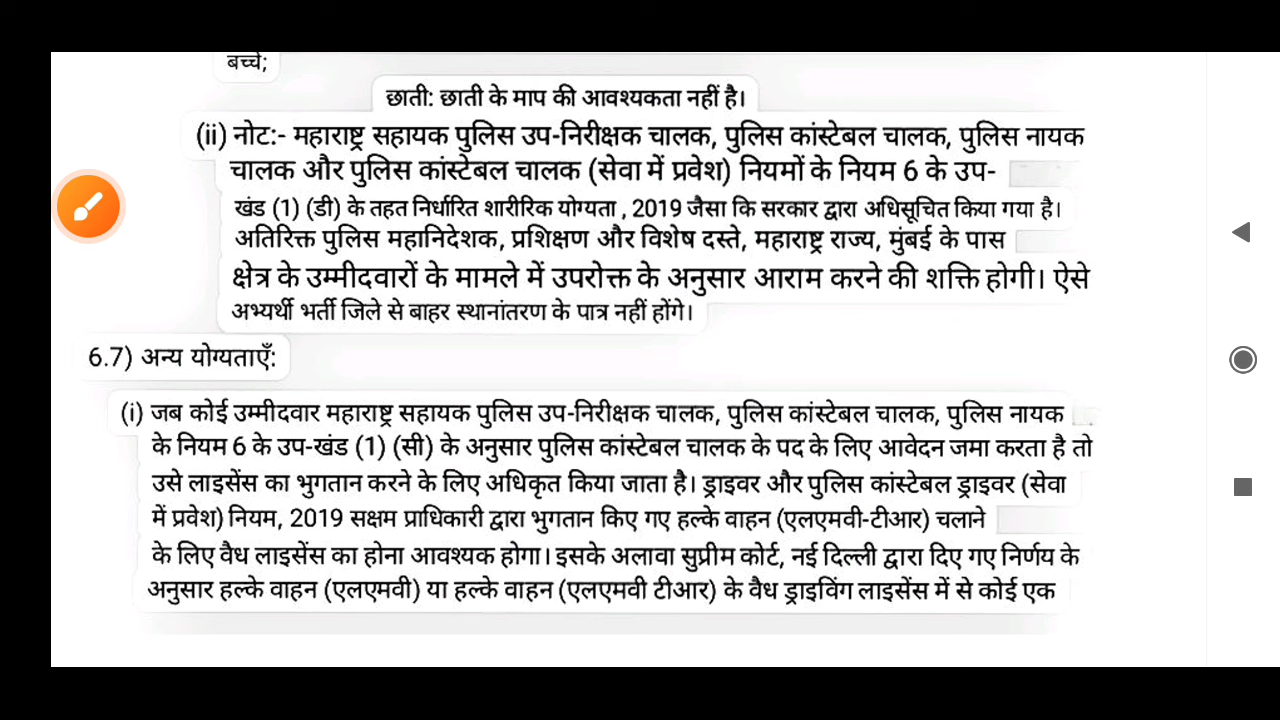 बच्चे;
छाती: छाती के माप की आवश्यकता नहीं है।
(ii) नोट:- महाराष्ट्र सहायक पुलिस उप-निरीक्षक चालक, पुलिस कांस्टेबल चालक, पुलिस नायक
चालक और पुलिस कांस्टेबल चालक (सेवा में प्रवेश) नियमों के नियम 6 के उप-
खंड (1) (डी) के तहत निर्धारित शारीरिक योग्यता , 2019 जैसा कि सरकार द्वारा अधिसूचित किया गया है।
अतिरिक्त पुलिस महानिदेशक, प्रशिक्षण और विशेष दस्ते, महाराष्ट्र राज्य, मुंबई के पास
क्षेत्र के उम्मीदवारों के मामले में उपरोक्त के अनुसार आराम करने की शक्ति होगी। ऐसे
अभ्यर्थी भर्ती जिले से बाहर स्थानांतरण के पात्र नहीं होंगे।
6.7) अन्य योग्यताएँ:
(i) जब कोई उम्मीदवार महाराष्ट्र सहायक पुलिस उप-निरीक्षक चालक, पुलिस कांस्टेबल चालक, पुलिस नायक
के नियम 6 के उप-खंड (1) (सी) के अनुसार पुलिस कांस्टेबल चालक के पद के लिए आवेदन जमा करता है तो
उसे लाइसेंस का भुगतान करने के लिए अधिकृत किया जाता है। ड्राइवर और पुलिस कांस्टेबल ड्राइवर (सेवा
में प्रवेश) नियम, 2019 सक्षम प्राधिकारी द्वारा भुगतान किए गए हल्के वाहन (एलएमवी-टीआर) चलाने
के लिए वैध लाइसेंस का होना आवश्यक होगा। इसके अलावा सुप्रीम कोर्ट, नई दिल्ली द्वारा दिए गए निर्णय के
अनुसार हल्के वाहन (एलएमवी) या हल्के वाहन (एलएमवी टीआर) के वैध ड्राइविंग लाइसेंस में से कोई एक